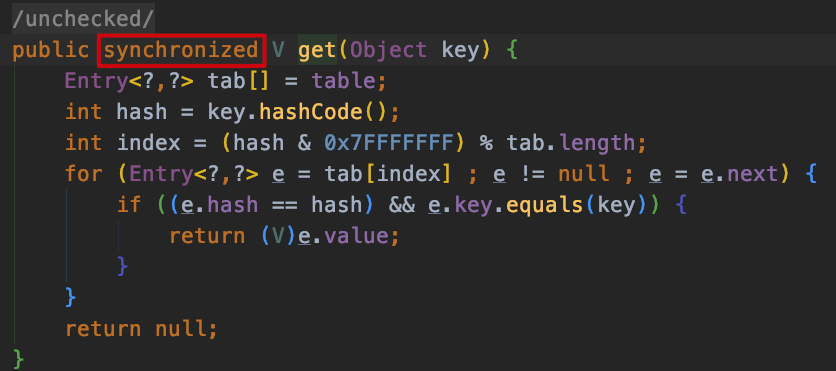 /unchecked/
public synchronized V get(Object key) {
    Entry<?,?> tab[] = table;
    int hash = key.hashCode();
    int index = (hash & 0x7FFFFFFF) % tab.length;
    for (Entry<?,?> e = tab[index] ; e != null ; e = e.next) {
        if ((e.hash == hash) && e.key.equals(key)) {
            return (V)e.value;
        }
    }
    return null;
}